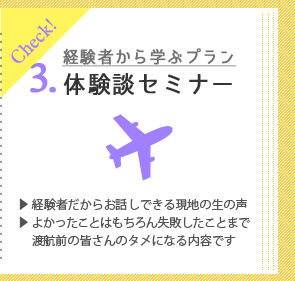 Check!
経験者から学ぶプラン
3. 体験談セミナー
▶ 経験者だからお話しできる現地の生の声
▶ よかったことはもちろん失敗したことまで
渡航前の皆さんのタメになる内容です